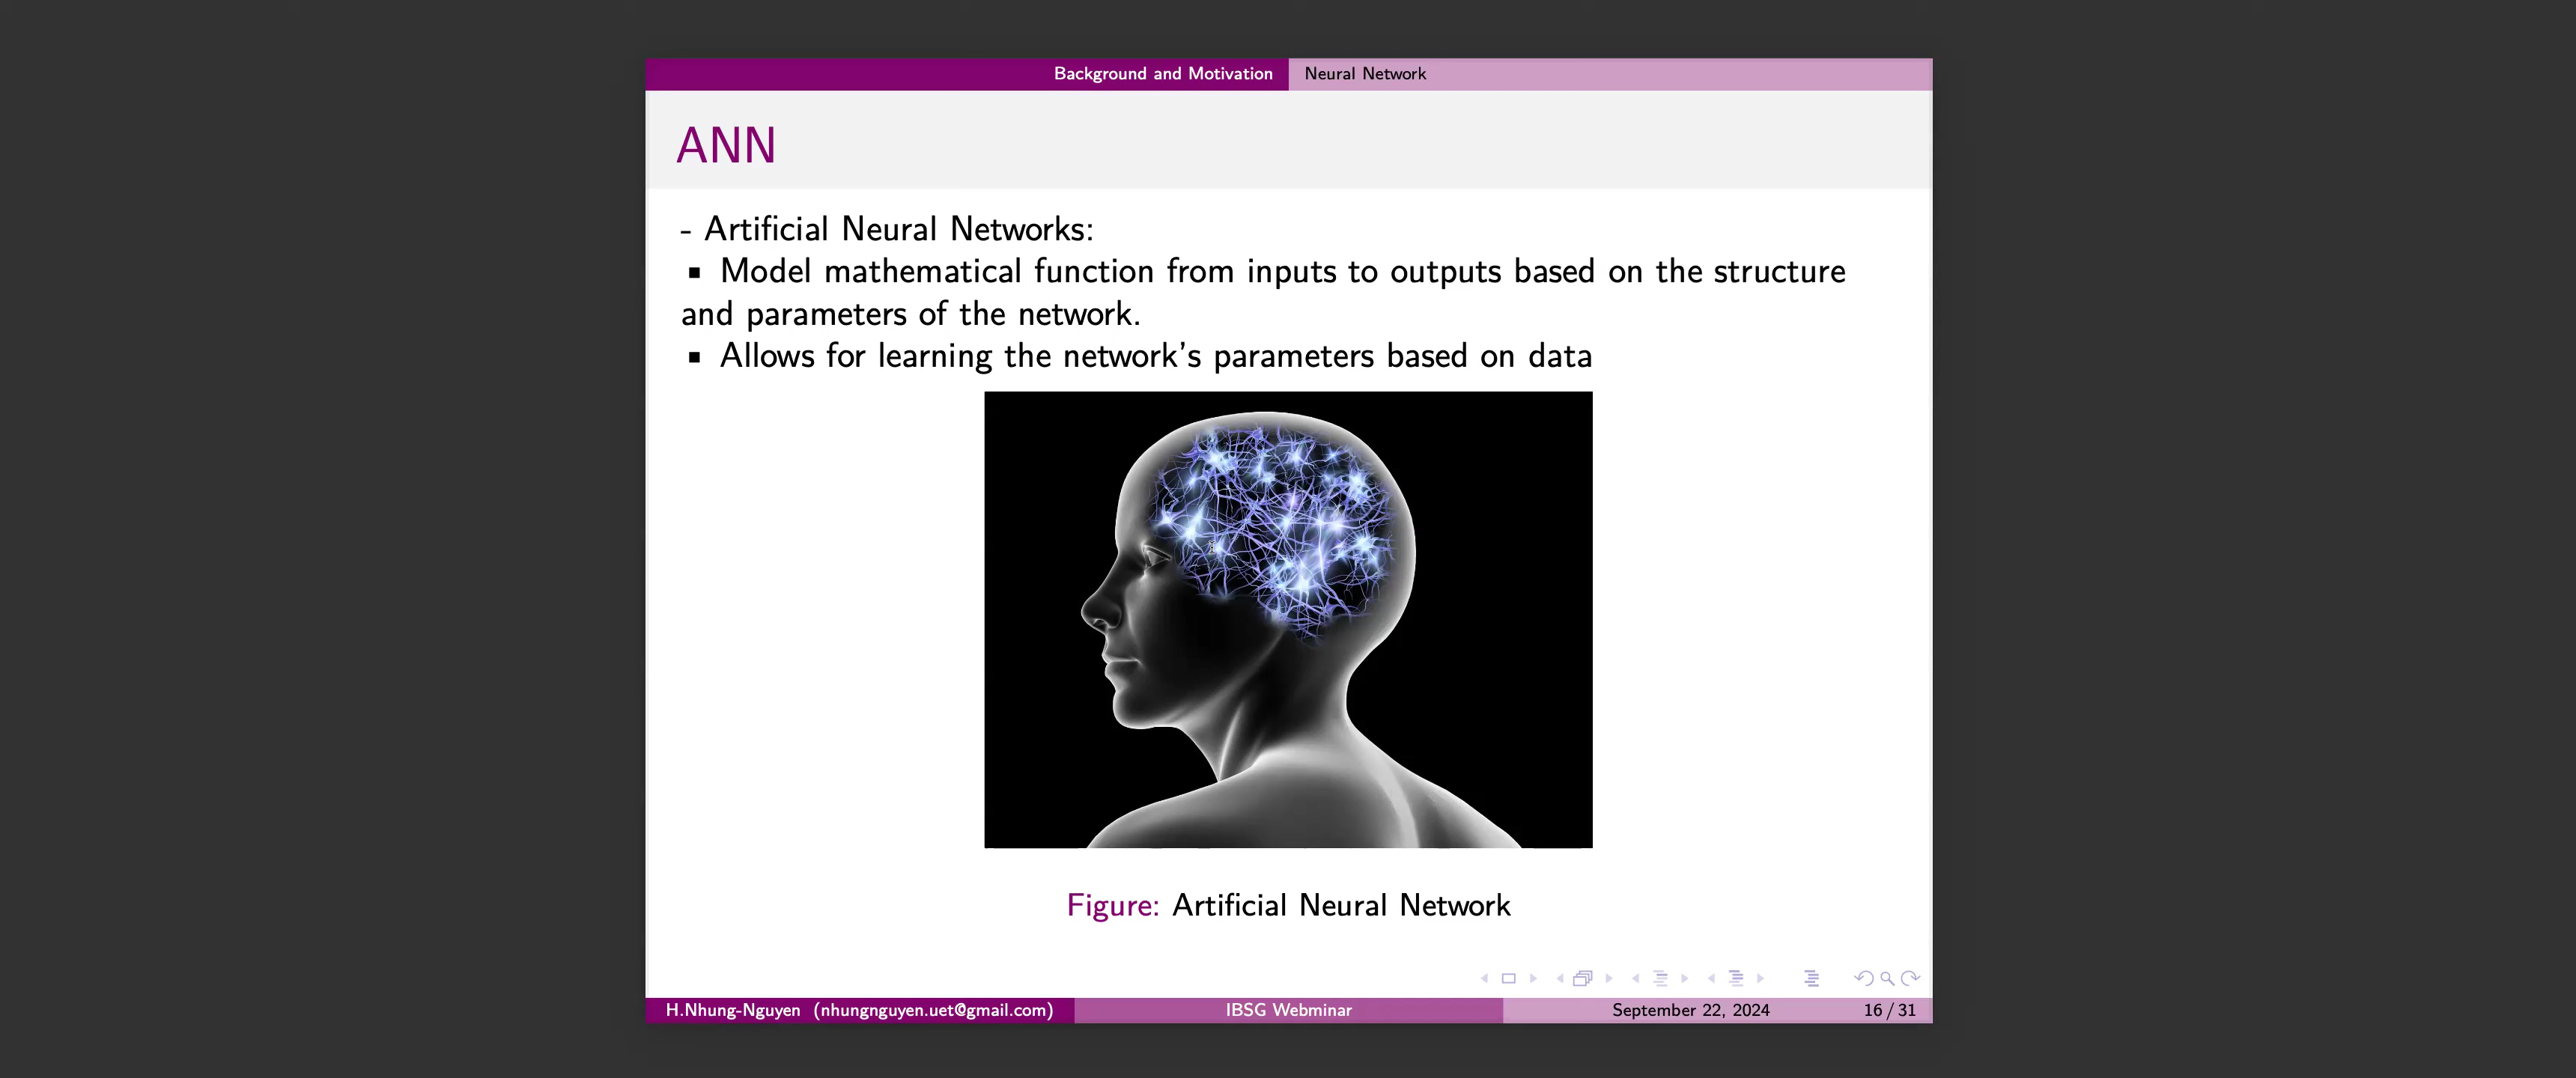 Background and Motivation Neural Network
ANN
- Artificial Neural Networks:
▪ Model mathematical function from inputs to outputs based on the structure
and parameters of the network.
▪ Allows for learning the network's parameters based on data
Figure: Artificial Neural Network
H.Nhung-Nguyen (nhungnguyen.uet@gmail.com) IBSG Webminar September 22, 2024 16 / 31